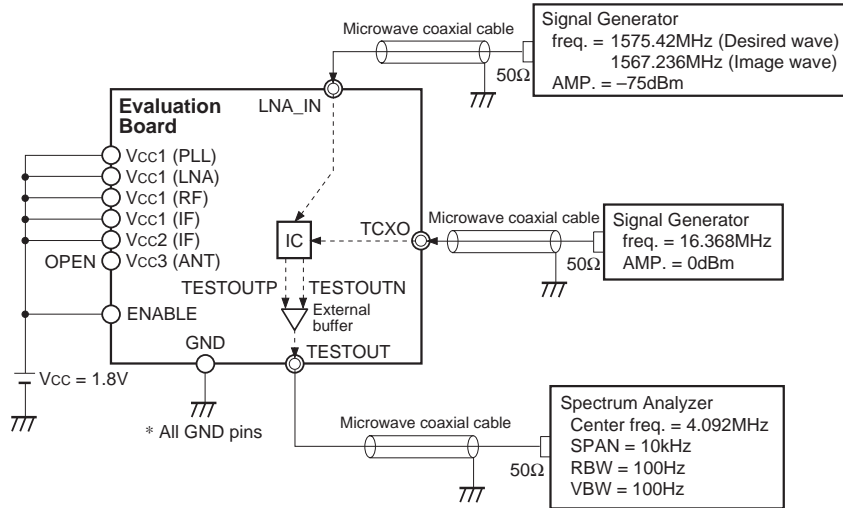 Microwave coaxial cable
Signal Generator
freq. = 1575.42MHz (Desired wave)
1567.236MHz (Image wave)
AMP. = –75dBm
50Ω
LNA_IN
Evaluation
Board
VCC1 (PLL)
VCC1 (LNA)
VCC1 (RF)
VCC1 (IF)
VCC2 (IF)
OPEN
VCC3 (ANT)
ENABLE
IC
TCXO
Microwave coaxial cable
50Ω
Signal Generator
freq. = 16.368MHz
AMP. = 0dBm
TESTOUTP
TESTOUTN
External
buffer
GND
TESTOUT
VCC = 1.8V
* All GND pins
Microwave coaxial cable
50Ω
Spectrum Analyzer
Center freq. = 4.092MHz
SPAN = 10kHz
RBW = 100Hz
VBW = 100Hz